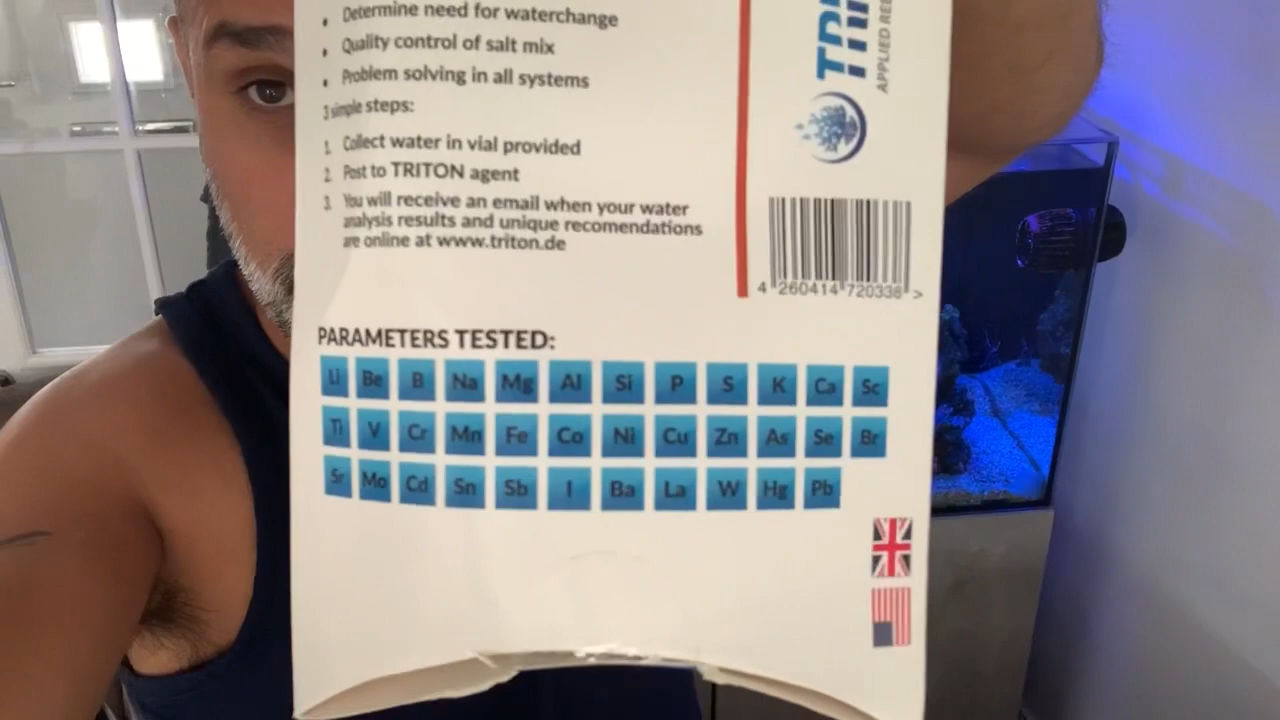 • Determine need for waterchange
• Quality control of salt mix
• Problem solving in all systems
3 simple steps:
1 Collect water in vial provided
2 Post to TRITON agent
3 You will receive an email when your water
analysis results and unique recomendations
are online at www.triton.de
PARAMETERS TESTED:
Li Be B Na Mg Al Si P S K Ca Sc
Ti V Cr Mn Fe Co Ni Cu Zn As Se Br
Sr Mo Cd Sn Sb I Ba La W Hg Pb
APPLIED
4 260414 720338 >